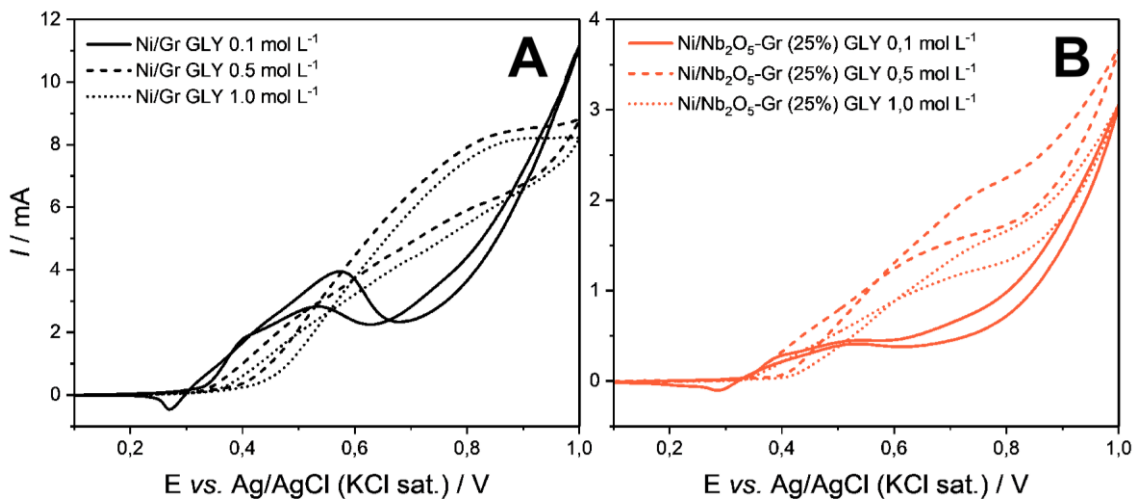 12
10
8
6
4
2
0
I / mA
Ni/Gr GLY 0.1 mol L⁻¹
Ni/Gr GLY 0.5 mol L⁻¹
Ni/Gr GLY 1.0 mol L⁻¹
A
0,2
0,4
0,6
0,8
1,0
E vs. Ag/AgCl (KCl sat.) / V
4
3
2
1
0
Ni/Nb₂O₅-Gr (25%) GLY 0,1 mol L⁻¹
Ni/Nb₂O₅-Gr (25%) GLY 0,5 mol L⁻¹
Ni/Nb₂O₅-Gr (25%) GLY 1,0 mol L⁻¹
B
0,2
0,4
0,6
0,8
1,0
E vs. Ag/AgCl (KCl sat.) / V